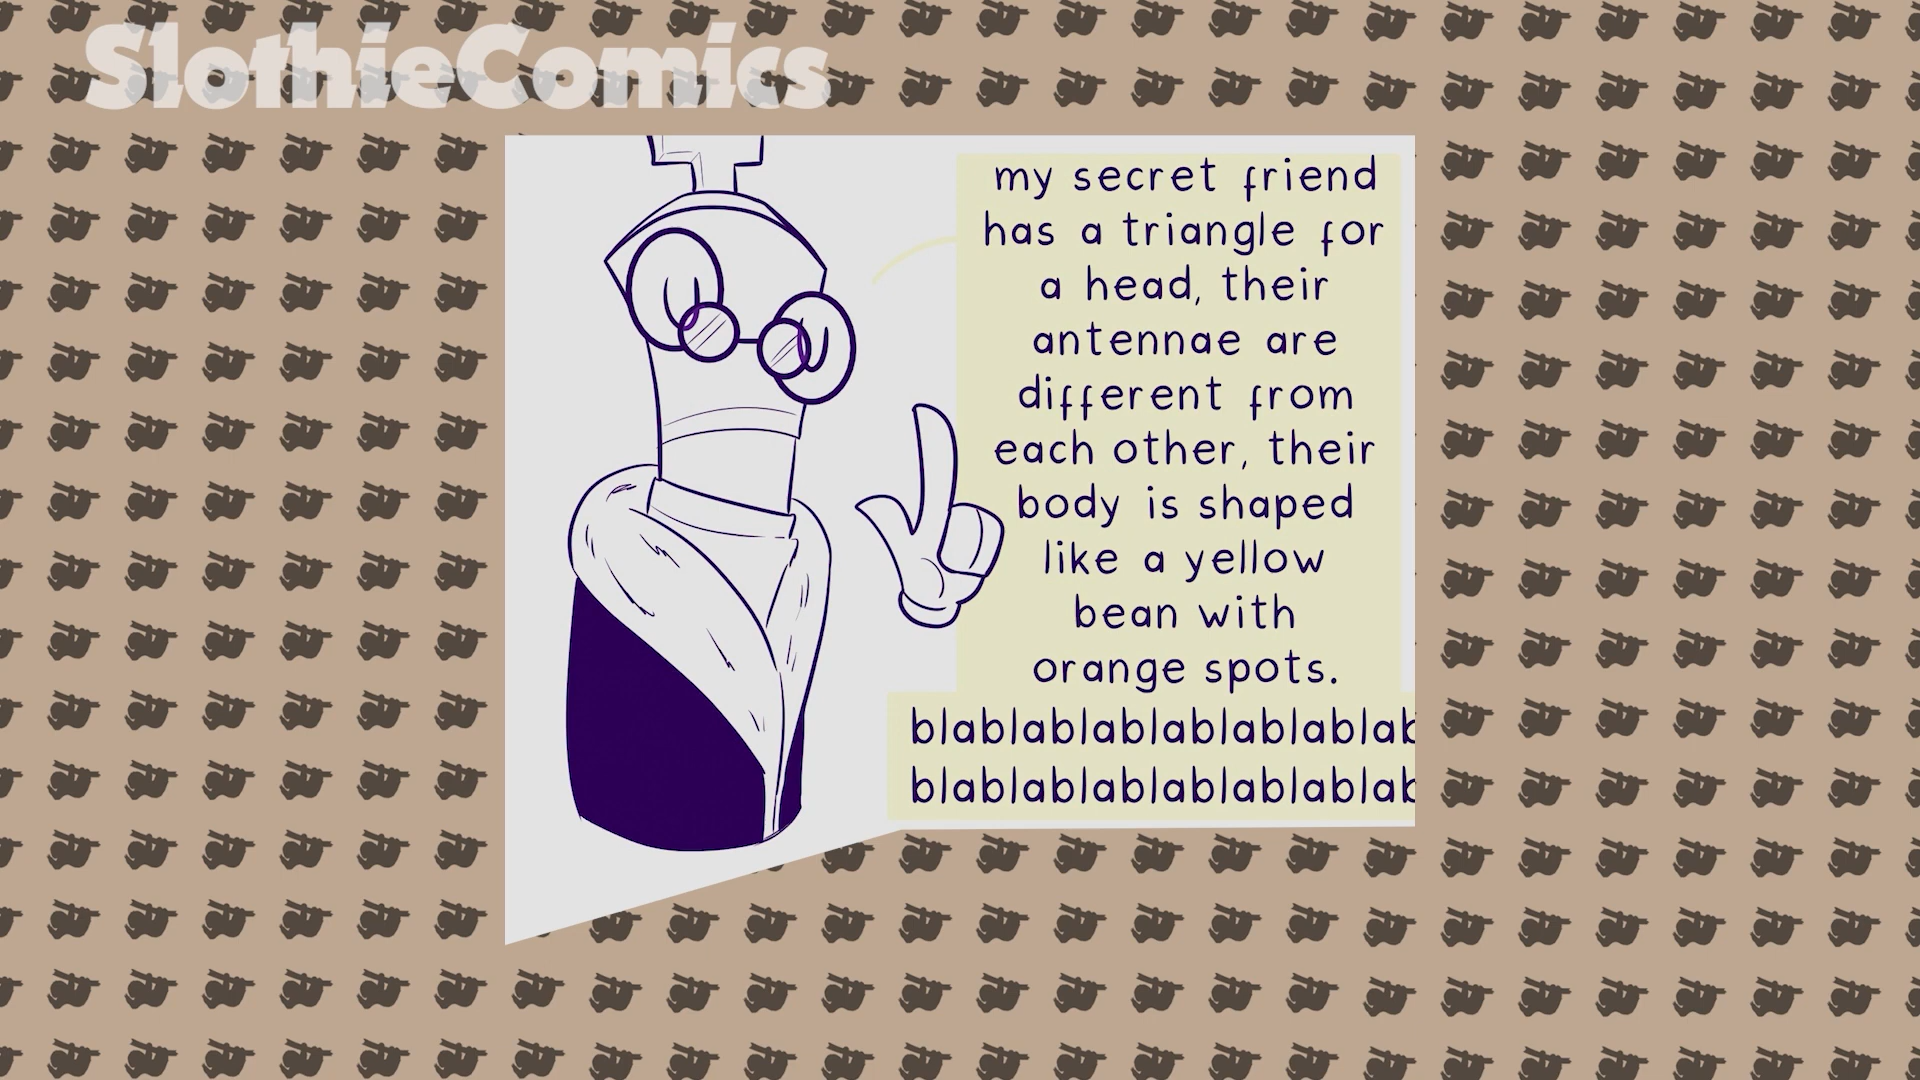 SlothieComics
my secret friend
has a triangle for
a head, their
antennae are
different from
each other, their
body is shaped
like a yellow
bean with
orange spots.
blablablablablablablab
blablablablablablablab